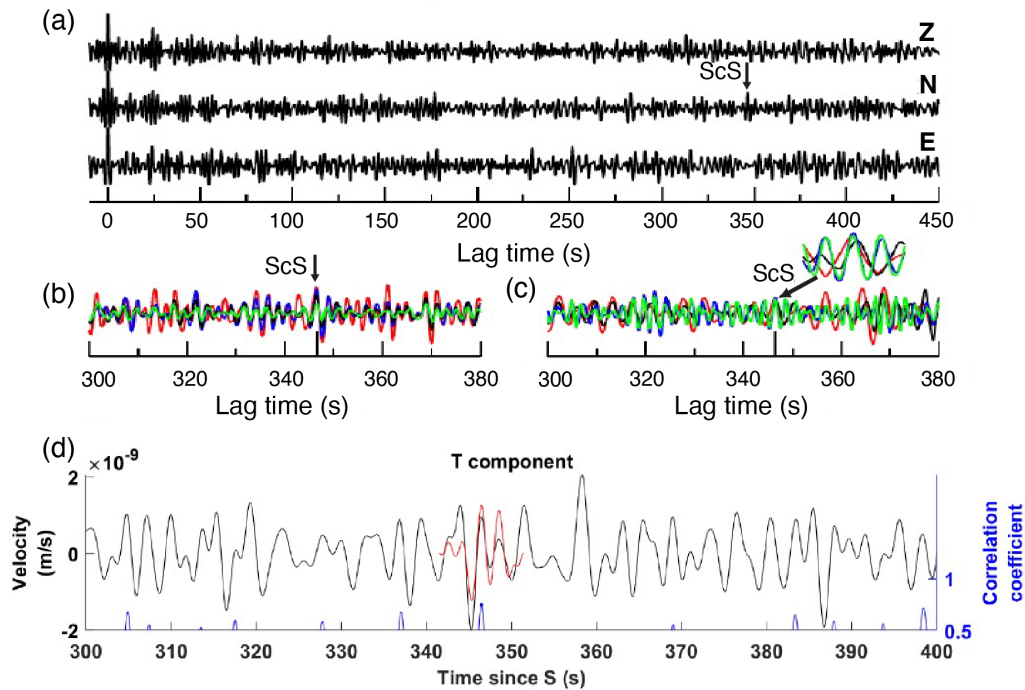 (a)
Z
ScS
N
E
0 50 100 150 200 250 300 350 400 450
Lag time (s)
(b)
ScS
300 320 340 360 380
Lag time (s)
(c)
ScS
300 320 340 360 380
Lag time (s)
(d)
×10⁻⁹
T component
2
0
-2
Velocity
(m/s)
1
0.5
Correlation
coefficient
300 310 320 330 340 350 360 370 380 390 400
Time since S (s)